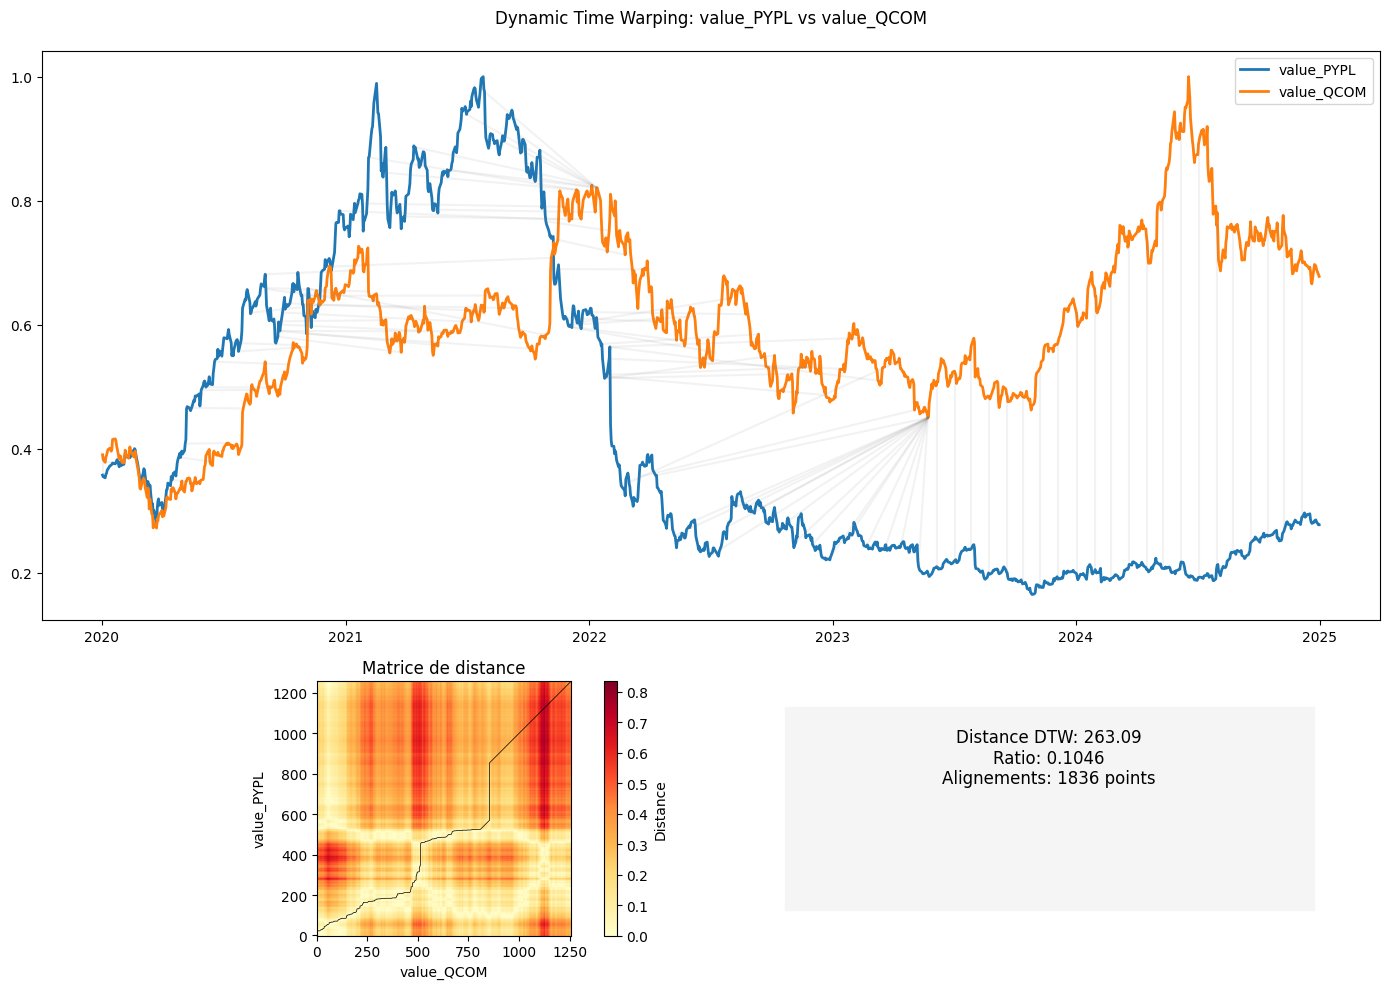 Dynamic Time Warping: value_PYPL vs value_QCOM
value_PYPL
value_QCOM
1.0
0.8
0.6
0.4
0.2
2020 2021 2022 2023 2024 2025
Matrice de distance
value_PYPL
1200
1000
800
600
400
200
0
0 250 500 750 1000 1250
value_QCOM
0.8
0.7
0.6
0.5
0.4
0.3
0.2
0.1
0.0
Distance
Distance DTW: 263.09
Ratio: 0.1046
Alignements: 1836 points